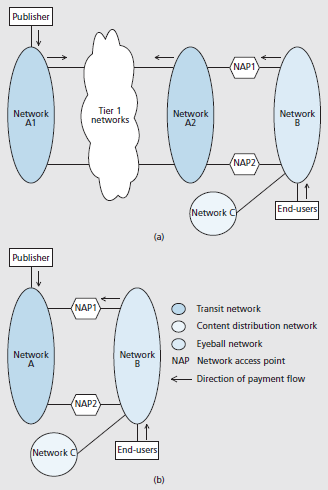 Publisher
Network
A1
Tier 1
networks
Network
A2
NAP1
Network
B
NAP2
Network C
End-users
(a)
Publisher
Network
A
NAP1
Network
B
NAP2
Network C
End-users
Transit network
Content distribution network
Eyeball network
NAP Network access point
Direction of payment flow
(b)